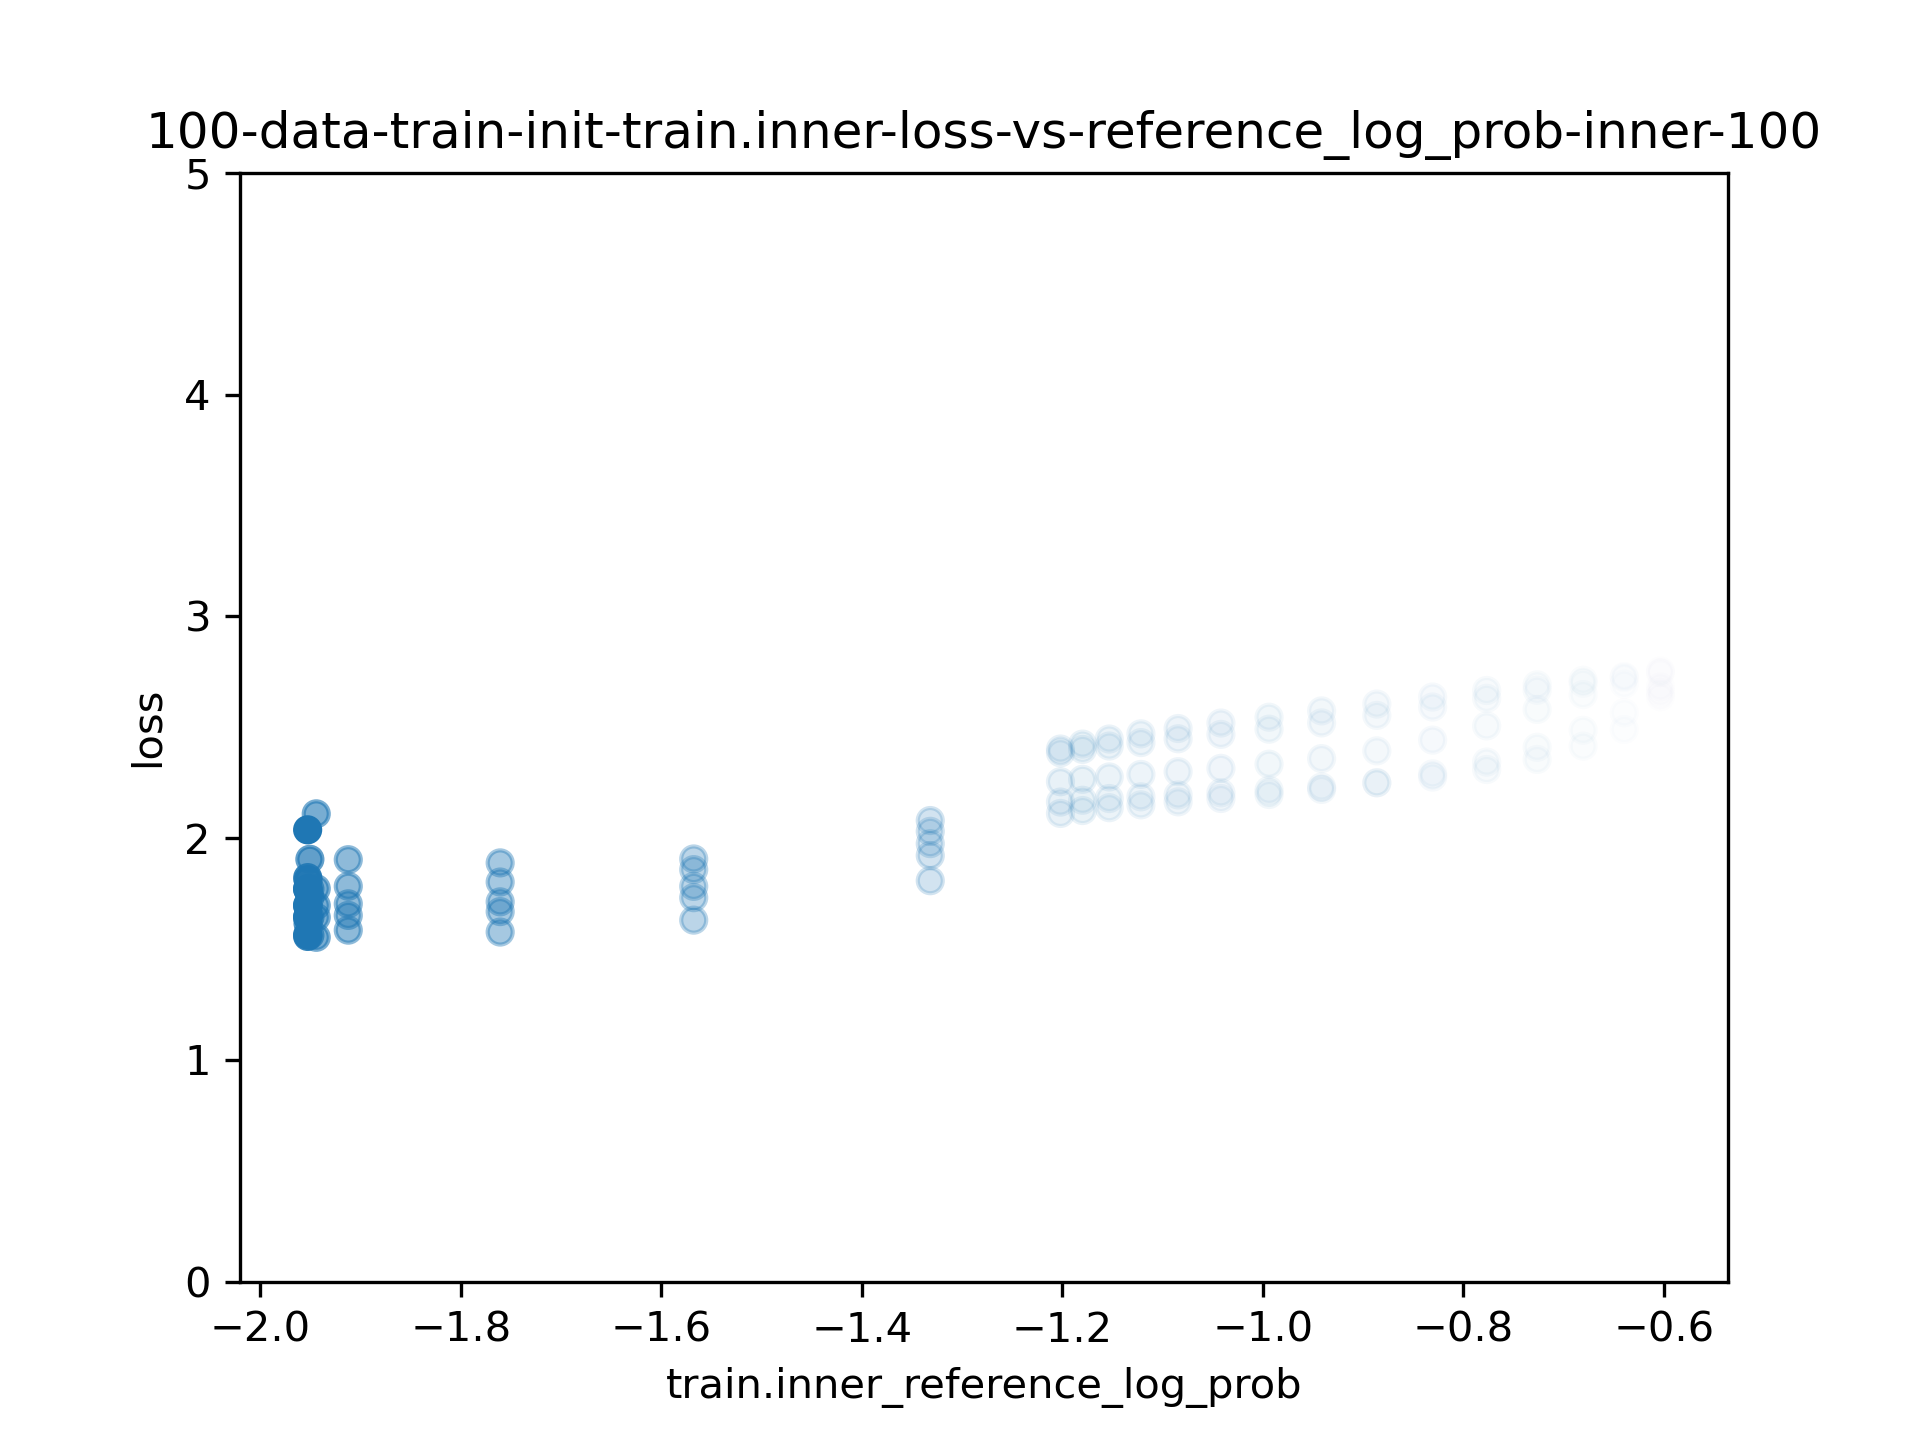 100-data-train-init-train.inner-loss-vs-reference_log_prob-inner-100
5
4
3
2
1
0
loss
−2.0 −1.8 −1.6 −1.4 −1.2 −1.0 −0.8 −0.6
train.inner_reference_log_prob